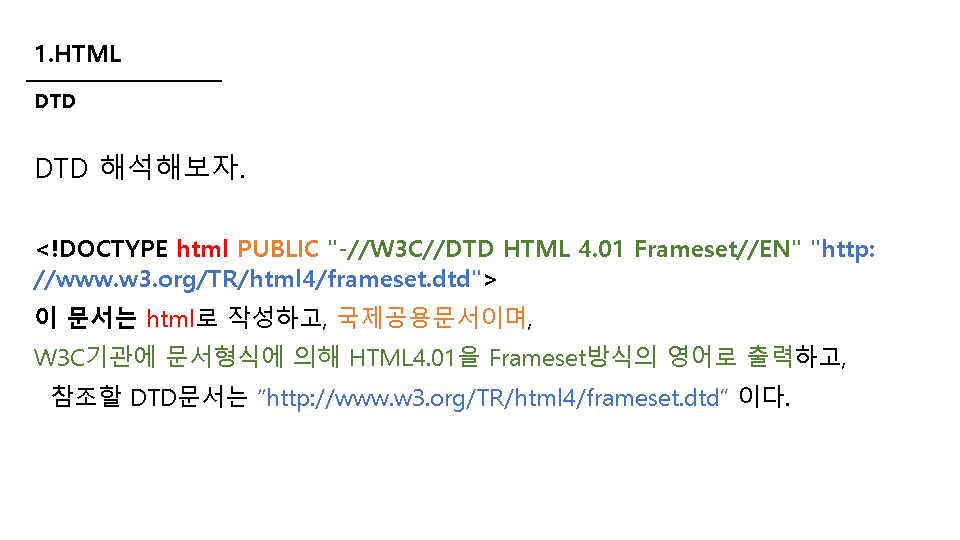 1.HTML
DTD
DTD 해석해보자.
<!DOCTYPE html PUBLIC "-//W3C//DTD HTML 4.01 Frameset//EN" "http:
//www.w3.org/TR/html4/frameset.dtd">
이 문서는 html로 작성하고, 국제공용문서이며,
W3C기관에 문서형식에 의해 HTML4.01을 Frameset방식의 영어로 출력하고,
참조할 DTD문서는 “http://www.w3.org/TR/html4/frameset.dtd“ 이다.